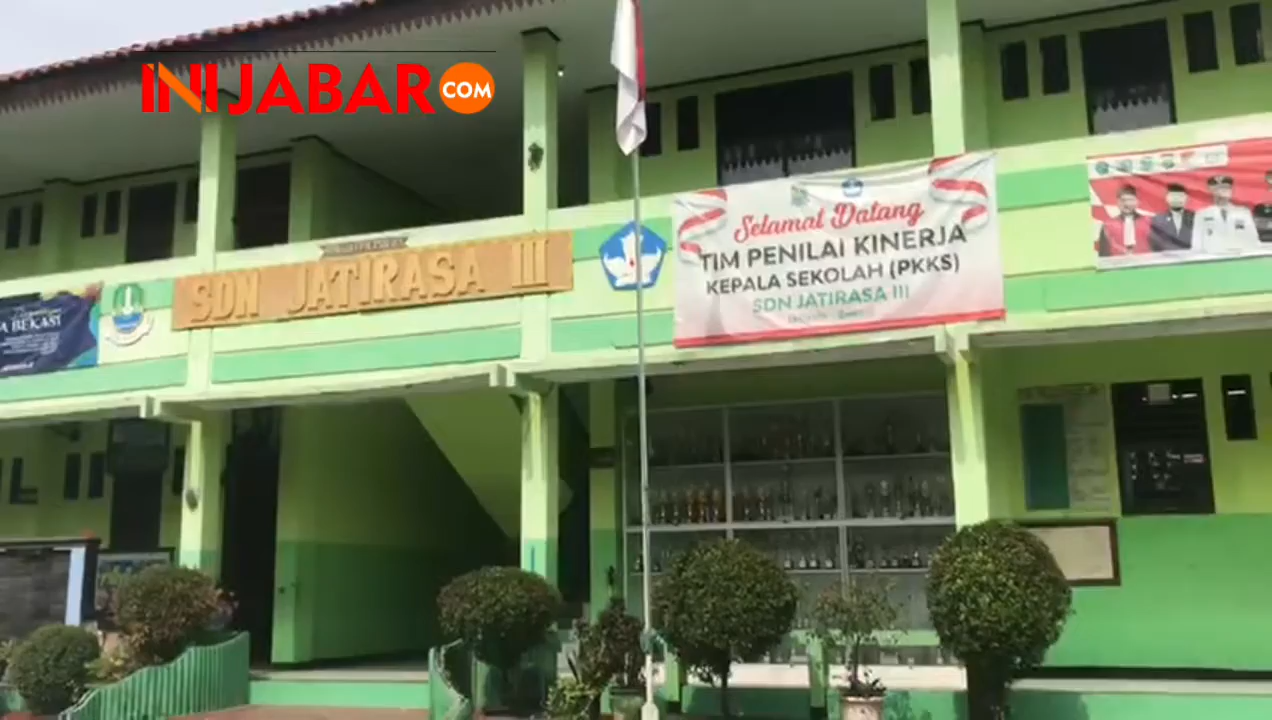 INIJABAR COM
SDN JATIRASA III
A BEKASI
Selamat Datang
TIM PENILAI KINERJA
KEPALA SEKOLAH (PKKS)
SDN JATIRASA III